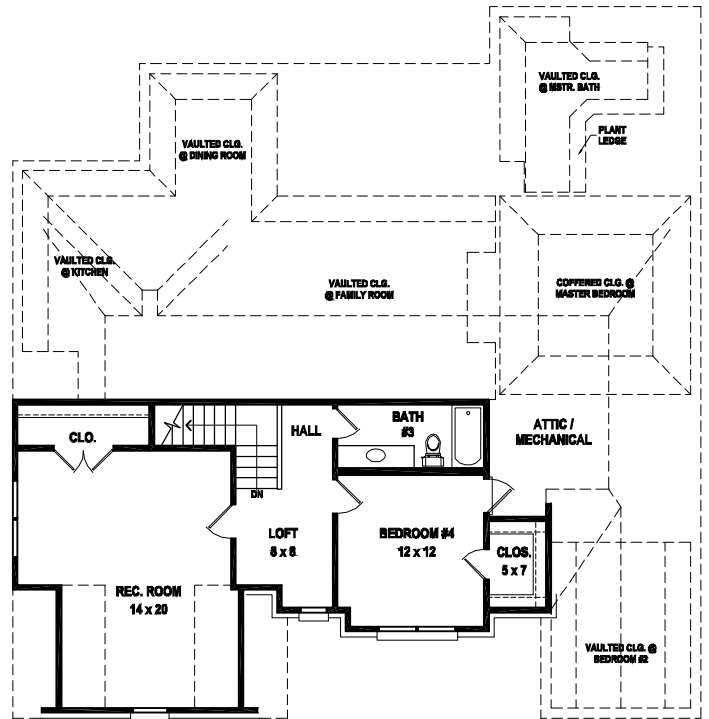 VAULTED CLG.
@ MSTR. BATH
PLANT
LEDGE
VAULTED CLG.
@ DINING ROOM
VAULTED CLG.
@ KITCHEN
VAULTED CLG.
@ FAMILY ROOM
COFFERED CLG. @
MASTER BEDROOM
CLO.
HALL
BATH
#3
ATTIC /
MECHANICAL
DN
LOFT
8 x 8
BEDROOM #4
12 x 12
CLOS.
5 x 7
REC. ROOM
14 x 20
VAULTED CLG. @
BEDROOM #2